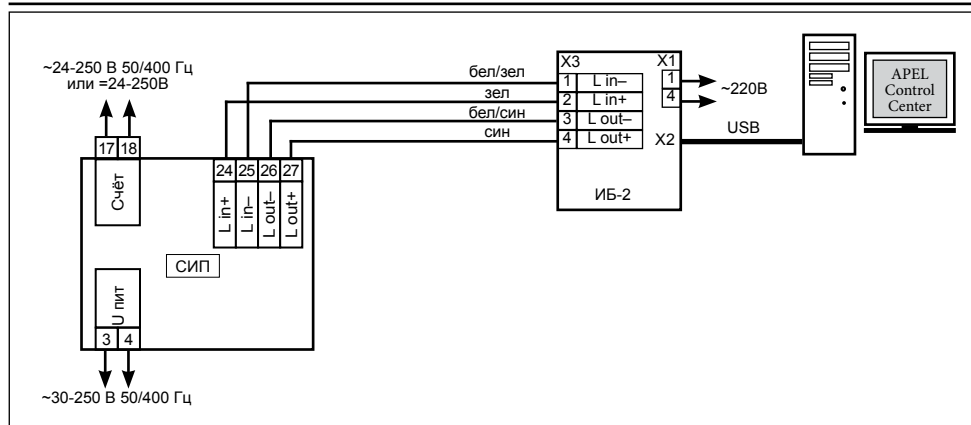 ~24-250 В 50/400 Гц
или =24-250В
17 18
Счёт
24 25 26 27
L in+
L in–
L out–
L out+
СИП
U пит
3 4
~30-250 В 50/400 Гц
бел/зел
зел
бел/син
син
X3
1 L in–
2 L in+
3 L out–
4 L out+
ИБ-2
X1
1
4
X2
~220В
USB
APEL
Control
Center